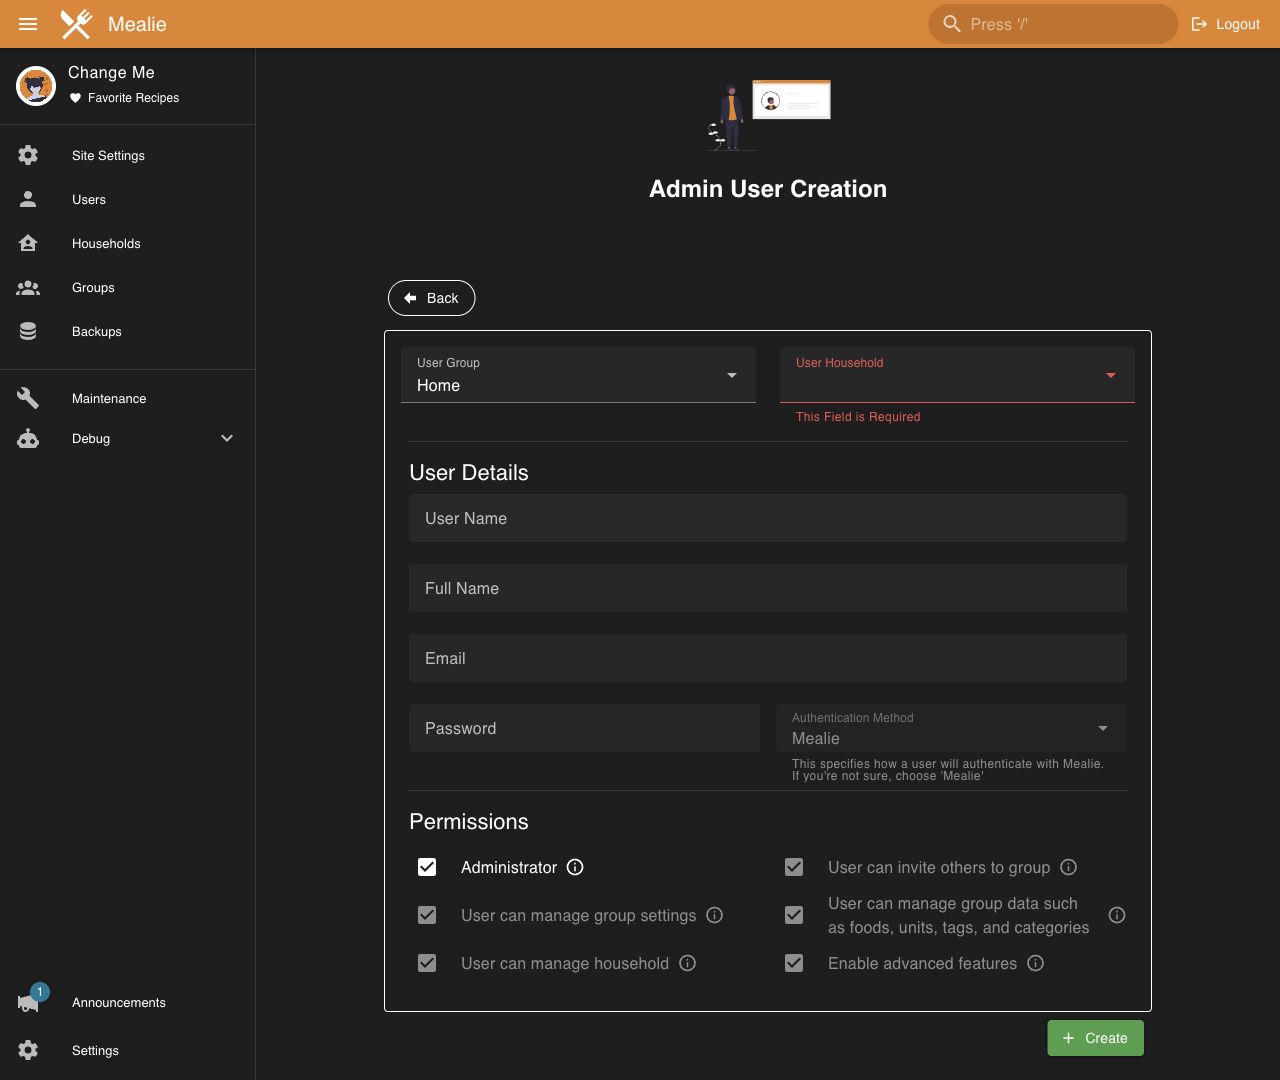 Mealie
Press '/'
Logout
Change Me
Favorite Recipes
Site Settings
Users
Households
Groups
Backups
Maintenance
Debug
1
Announcements
Settings
Admin User Creation
Back
User Group
Home
User Household
This Field is Required
User Details
User Name
Full Name
Email
Password
Authentication Method
Mealie
This specifies how a user will authenticate with Mealie.
If you're not sure, choose 'Mealie'
Permissions
Administrator
User can invite others to group
User can manage group settings
User can manage group data such
as foods, units, tags, and categories
User can manage household
Enable advanced features
Create